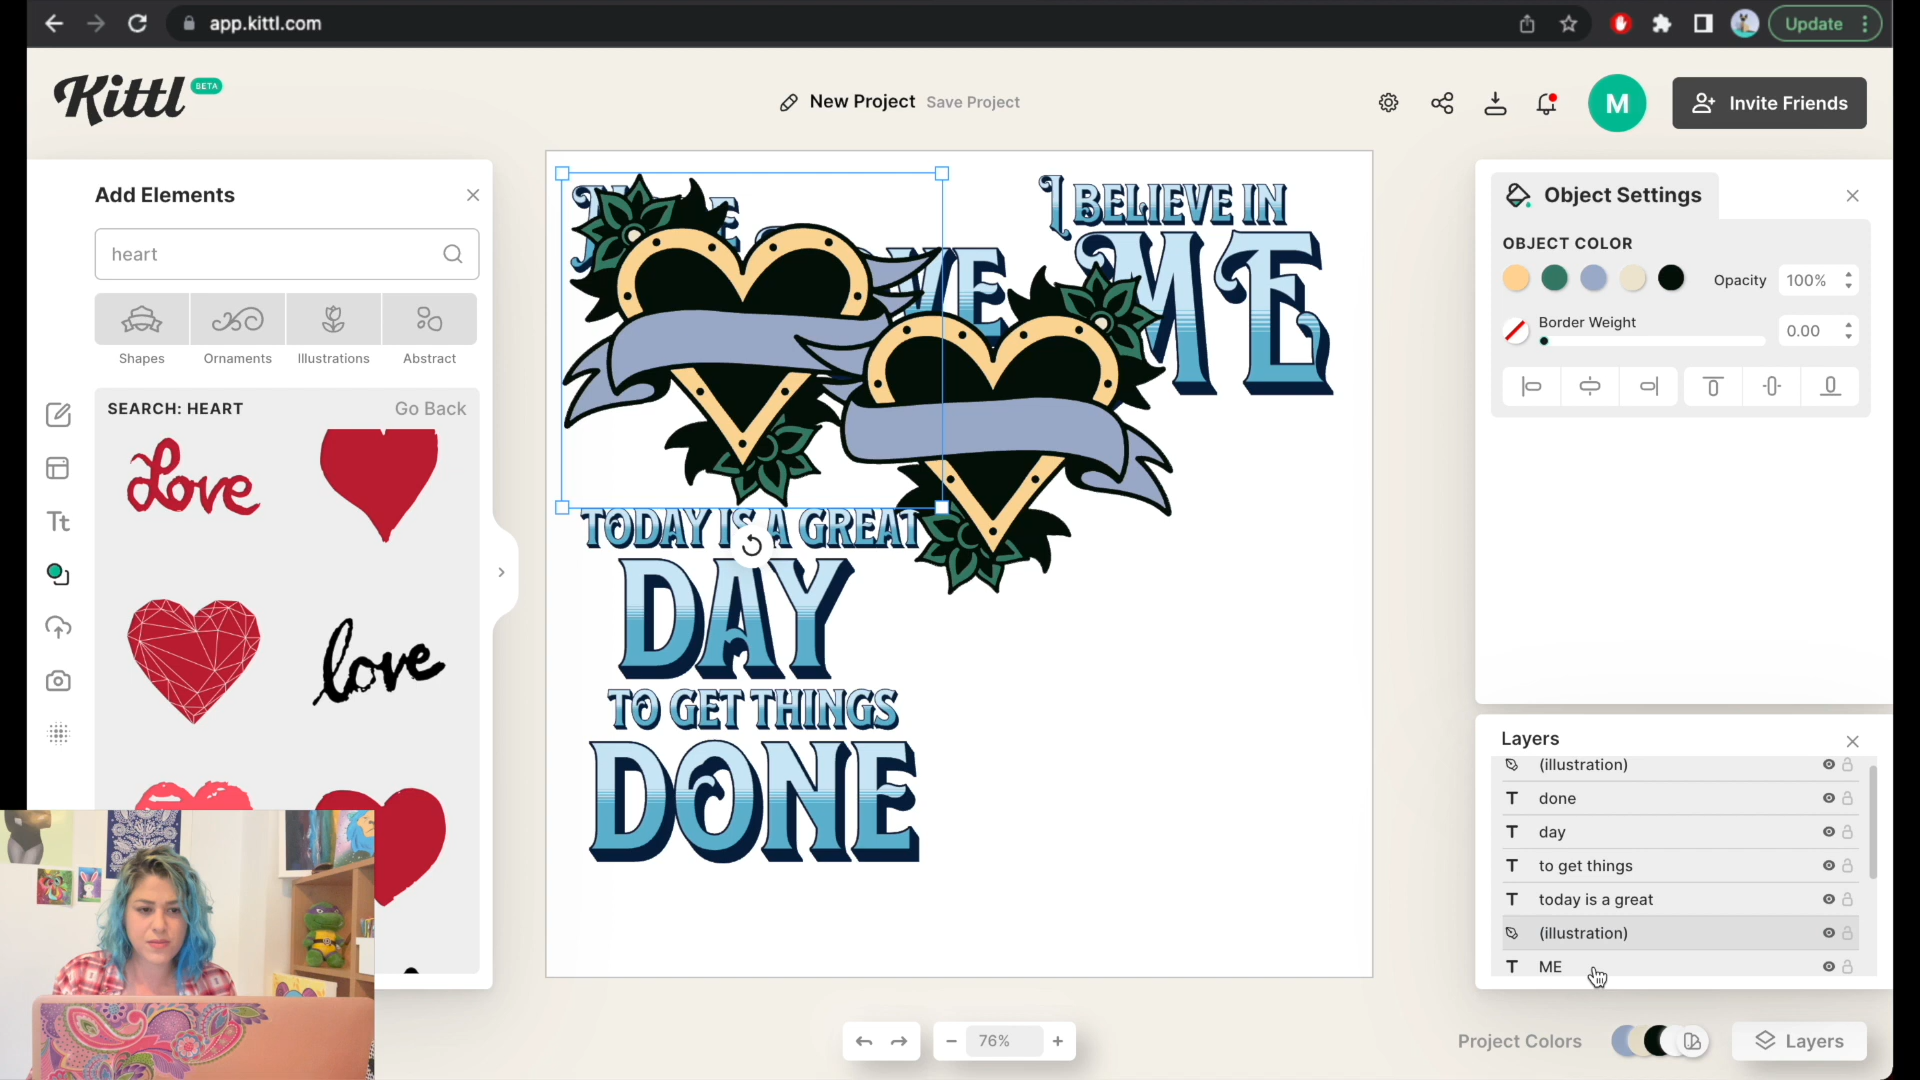 app.kittl.com
Update
Kittl BETA
New Project Save Project
M
Invite Friends
Add Elements
heart
Shapes
Ornaments
Illustrations
Abstract
SEARCH: HEART
Go Back
Love
love
I BELIEVE IN
ME
TODAY IS A GREAT
DAY
TO GET THINGS
DONE
Object Settings
OBJECT COLOR
Opacity 100%
Border Weight
0.00
Layers
(illustration)
T done
T day
T to get things
T today is a great
(illustration)
T ME
76%
Project Colors
Layers